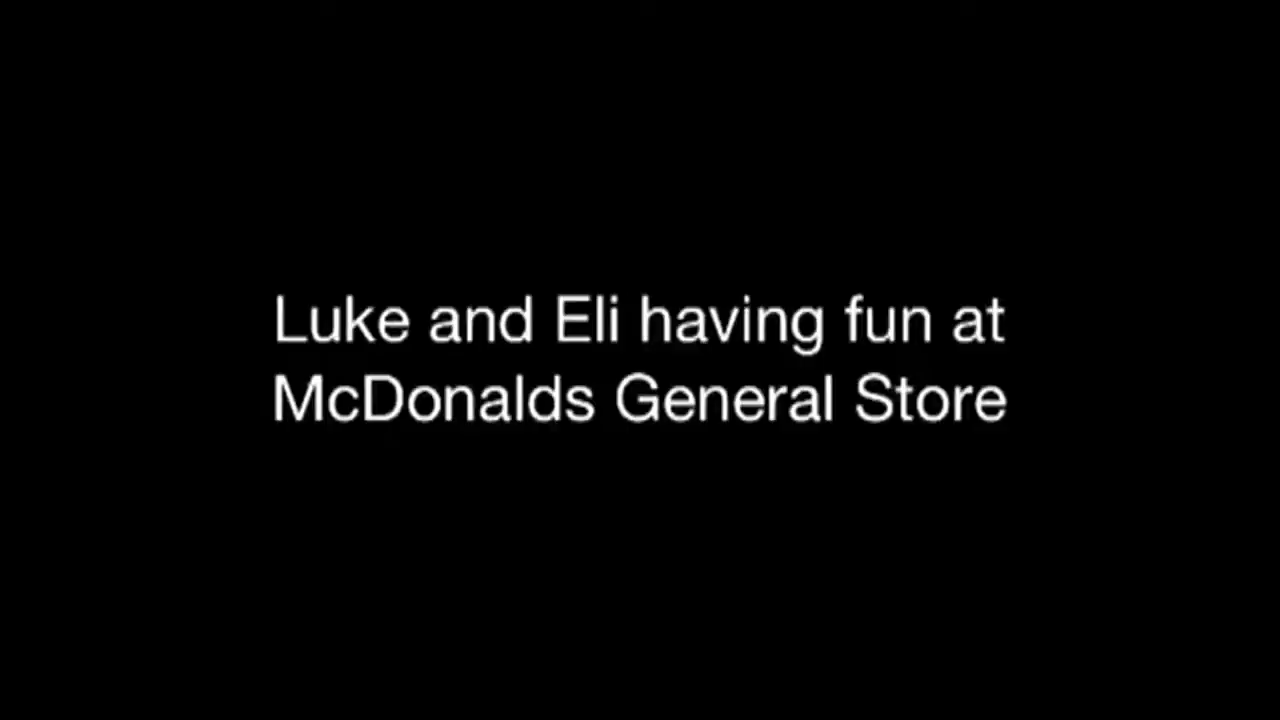 Luke and Eli having fun at
McDonalds General Store